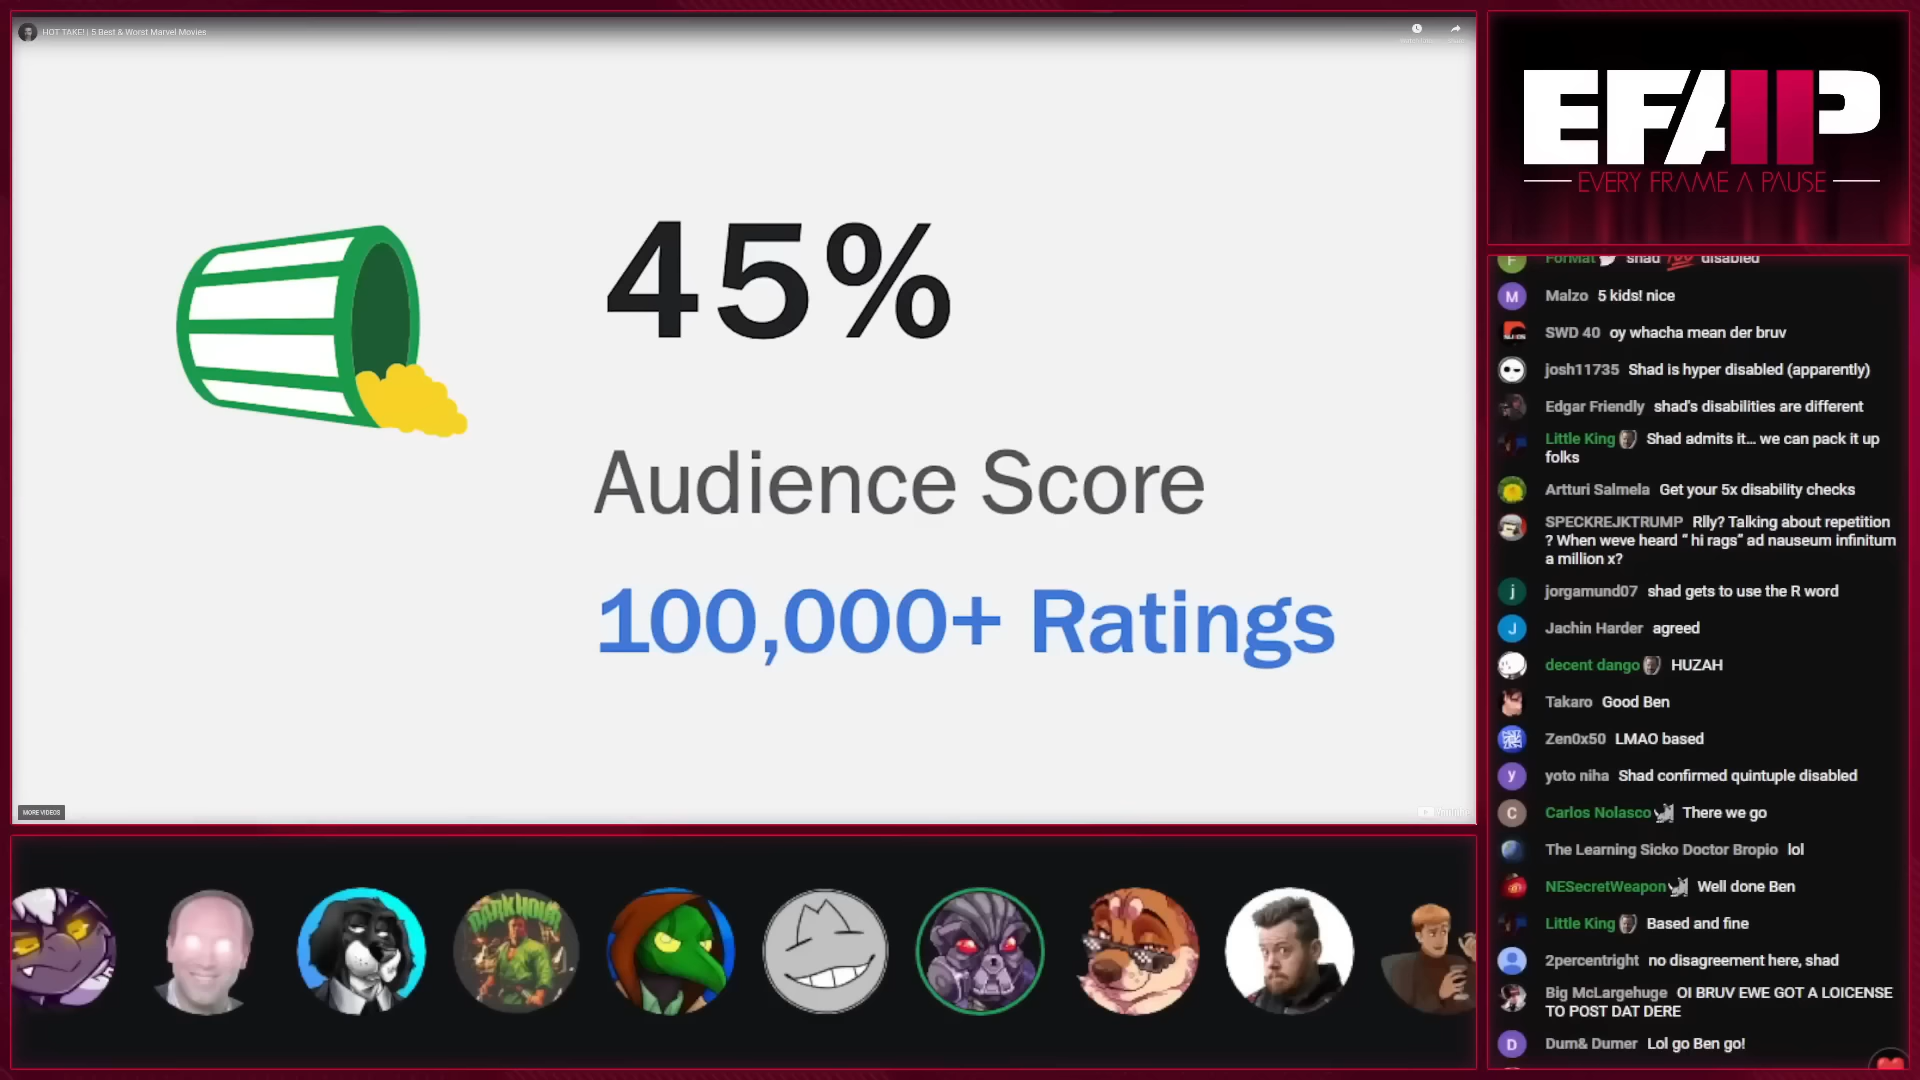 HOT TAKE! | 5 Best & Worst Marvel Movies
45%
Audience Score
100,000+ Ratings
MORE VIDEOS
DARK HOUR
EFAP
EVERY FRAME A PAUSE
ForMat shad 100 disabled
Malzo 5 kids! nice
SWD 40 oy whacha mean der bruv
josh11735 Shad is hyper disabled (apparently)
Edgar Friendly shad's disabilities are different
Little King Shad admits it... we can pack it up
folks
Artturi Salmela Get your 5x disability checks
SPECKREJKTRUMP Rlly? Talking about repetition
? When weve heard “ hi rags” ad nauseum infinitum
a million x?
jorgamund07 shad gets to use the R word
Jachin Harder agreed
decent dango HUZAH
Takaro Good Ben
Zen0x50 LMAO based
yoto niha Shad confirmed quintuple disabled
Carlos Nolasco There we go
The Learning Sicko Doctor Bropio lol
NESecretWeapon Well done Ben
Little King Based and fine
2percentright no disagreement here, shad
Big McLargehuge OI BRUV EWE GOT A LOICENSE
TO POST DAT DERE
Dum& Dumer Lol go Ben go!